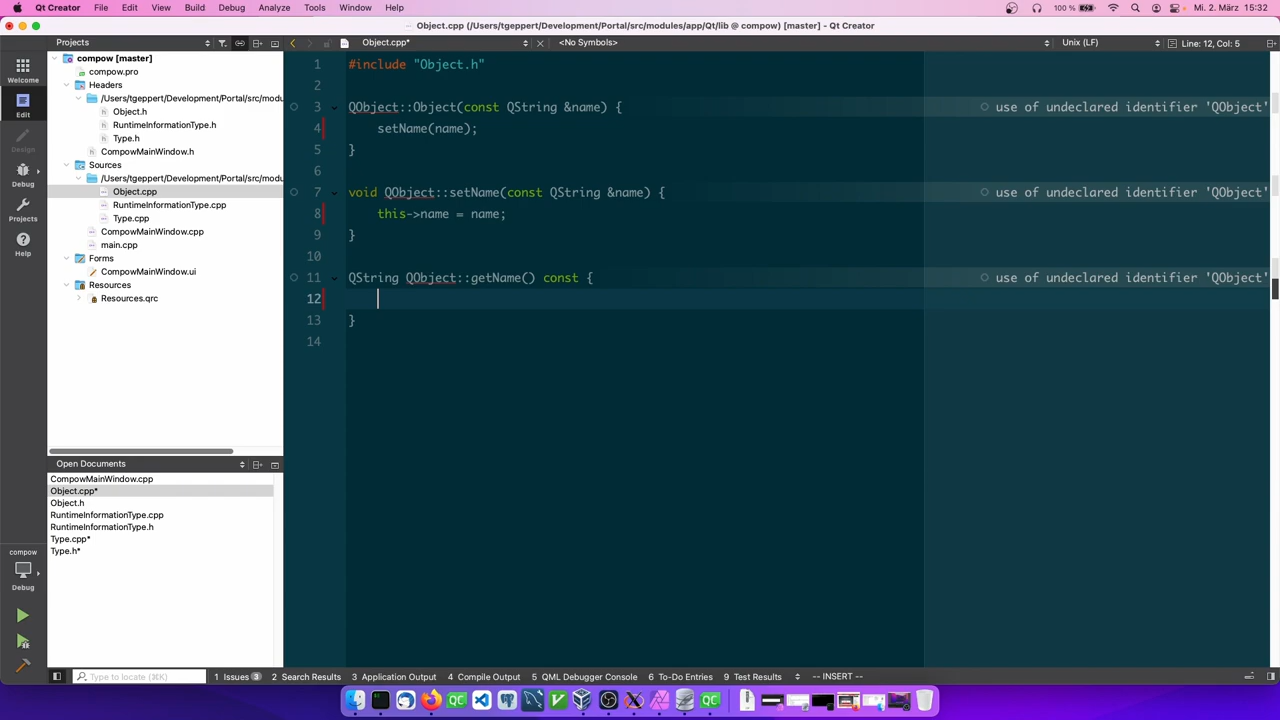 Qt Creator File Edit View Build Debug Analyze Tools Window Help 100 % Mi. 2. März 15:32
Object.cpp (/Users/tgeppert/Development/Portal/src/modules/app/Qt/lib @ compow) [master] - Qt Creator
Projects Object.cpp* <No Symbols> Unix (LF) Line: 12, Col: 5
Welcome
Edit
Design
Debug
Projects
Help
compow [master]
compow.pro
Headers
/Users/tgeppert/Development/Portal/src/modu
Object.h
RuntimeInformationType.h
Type.h
CompowMainWindow.h
Sources
/Users/tgeppert/Development/Portal/src/modu
Object.cpp
RuntimeInformationType.cpp
Type.cpp
CompowMainWindow.cpp
main.cpp
Forms
CompowMainWindow.ui
Resources
Resources.qrc
1 #include "Object.h"
2
3 QObject::Object(const QString &name) { use of undeclared identifier 'QObject'
4 setName(name);
5 }
6
7 void QObject::setName(const QString &name) { use of undeclared identifier 'QObject'
8 this->name = name;
9 }
10
11 QString QObject::getName() const { use of undeclared identifier 'QObject'
12
13 }
14
Open Documents
CompowMainWindow.cpp
Object.cpp*
Object.h
RuntimeInformationType.cpp
RuntimeInformationType.h
Type.cpp*
Type.h*
compow
Debug
Type to locate (⌘K) 1 Issues 3 2 Search Results 3 Application Output 4 Compile Output 5 QML Debugger Console 6 To-Do Entries 9 Test Results -- INSERT --
QC QC